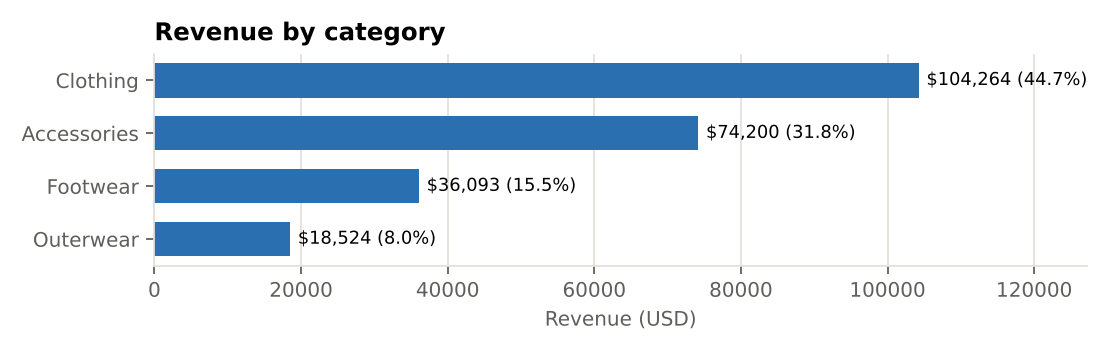 Revenue by category
Clothing $104,264 (44.7%)
Accessories $74,200 (31.8%)
Footwear $36,093 (15.5%)
Outerwear $18,524 (8.0%)
0 20000 40000 60000 80000 100000 120000
Revenue (USD)